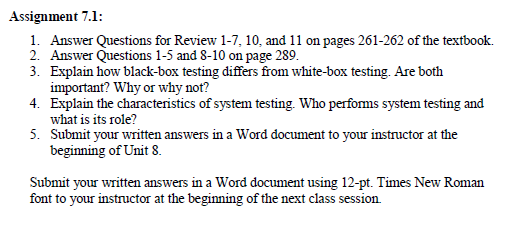 Assignment 7.1:
1. Answer Questions for Review 1-7, 10, and 11 on pages 261-262 of the textbook.
2. Answer Questions 1-5 and 8-10 on page 289.
3. Explain how black-box testing differs from white-box testing. Are both
important? Why or why not?
4. Explain the characteristics of system testing. Who performs system testing and
what is its role?
5. Submit your written answers in a Word document to your instructor at the
beginning of Unit 8.
Submit your written answers in a Word document using 12-pt. Times New Roman
font to your instructor at the beginning of the next class session.